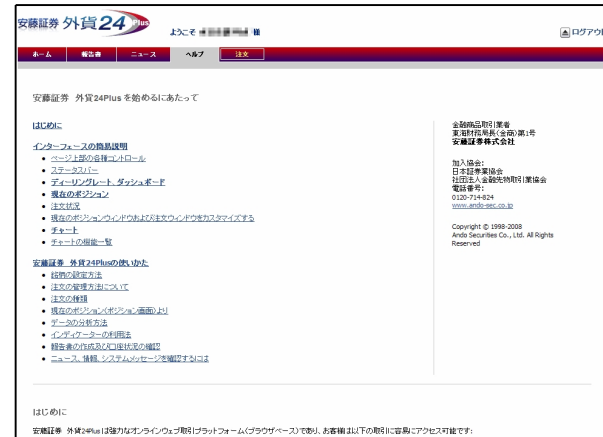 安藤証券 外貨24 Plus
ようこそ 様
ログアウ
ホーム 報告書 ニュース ヘルプ 注文
安藤証券 外貨24Plus を始めるにあたって
はじめに
インターフェースの簡易説明
ページ上部の各種コントロール
ステータスバー
ディーリングレート、ダッシュボード
現在のポジション
注文状況
現在のポジションウィンドウおよび注文ウィンドウをカスタマイズする
チャート
チャートの機能一覧
安藤証券 外貨24Plusの使いかた
銘柄の設定方法
注文の管理方法について
注文の種類
現在のポジション(ポジション画面)より
データの分析方法
インディケーターの利用法
報告書の作成及び口座状況の確認
ニュース、情報、システムメッセージを確認するには
金融商品取引業者
東海財務局長(金商)第1号
安藤証券株式会社
加入協会:
日本証券業協会
社団法人金融先物取引業協会
電話番号:
0120-714-824
www.ando-sec.co.jp
Copyright © 1998-2008
Ando Securities Co., Ltd. All Rights
Reserved
はじめに
安藤証券 外貨24Plusは強力なオンラインウェブ取引プラットフォーム(ブラウザベース)であり、お客様は以下の取引に容易にアクセス可能です: